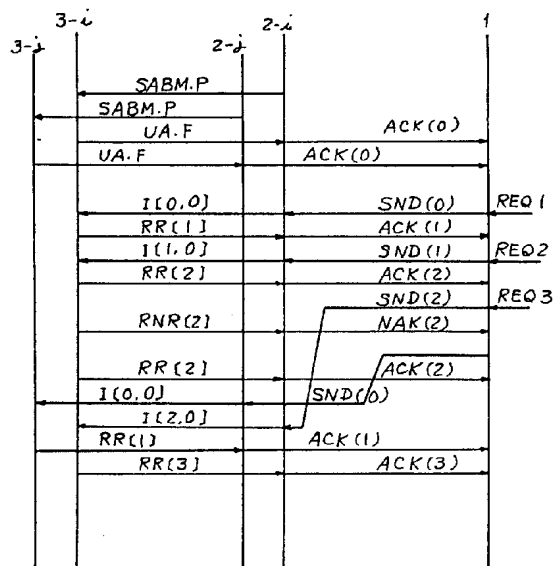 3-j 3-i 2-j 2-i 1
SABM.P
SABM.P
UA.F ACK(0)
UA.F ACK(0)
I[0,0] SND(0) REQ1
RR[1] ACK(1)
I[1,0] SND(1) REQ2
RR(2) ACK(2)
SND(2) REQ3
RNR(2) NAK(2)
RR(2] ACK(2)
I[0,0] SND(0)
I[2,0]
RR[1] ACK(1)
RR(3] ACK(3)